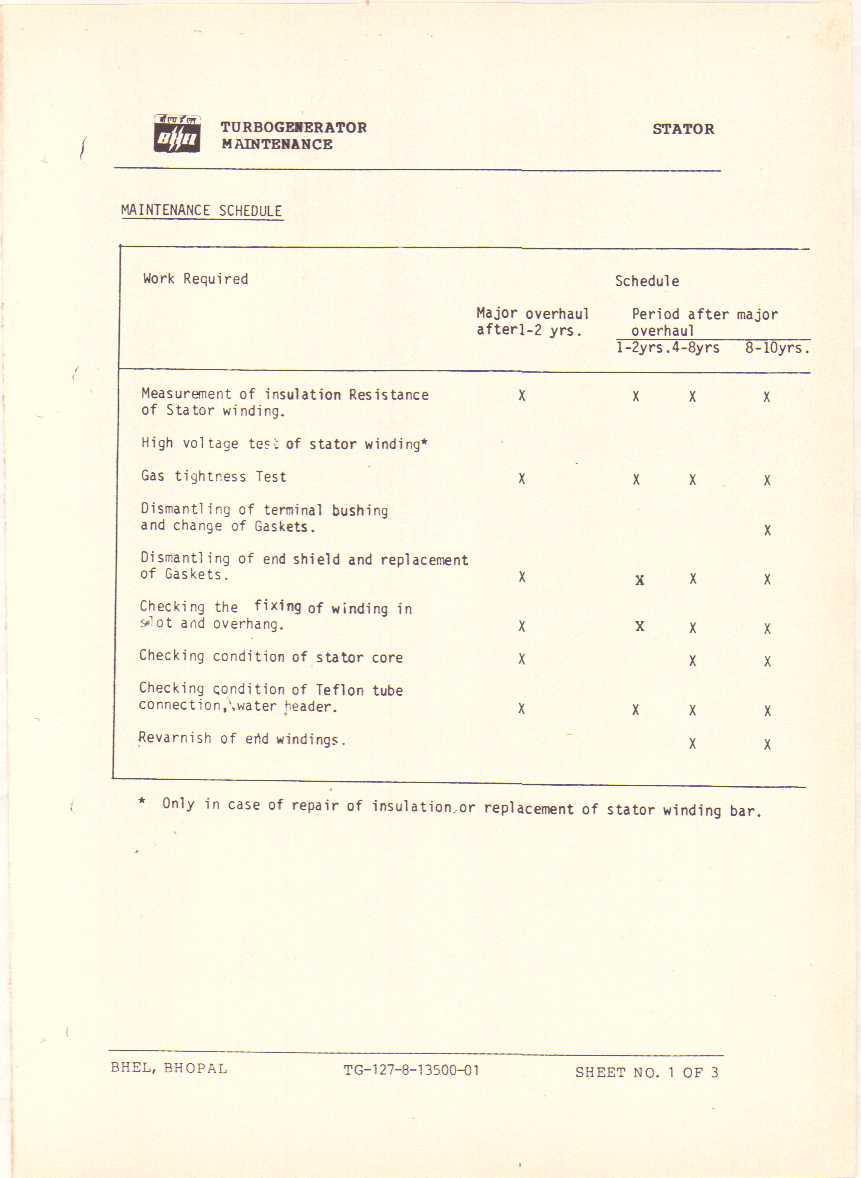 BHEL
TURBOGENERATOR STATOR
MAINTENANCE
MAINTENANCE SCHEDULE
Work Required Schedule
Major overhaul Period after major
after1-2 yrs. overhaul
1-2yrs. 4-8yrs 8-10yrs.
Measurement of insulation Resistance X X X X
of Stator winding.
High voltage test of stator winding*
Gas tightness Test X X X X
Dismantling of terminal bushing
and change of Gaskets. X
Dismantling of end shield and replacement
of Gaskets. X X X X
Checking the fixing of winding in
slot and overhang. X X X X
Checking condition of stator core X X X
Checking condition of Teflon tube
connection, water header. X X X X
Revarnish of end windings. X X
* Only in case of repair of insulation or replacement of stator winding bar.
BHEL, BHOPAL TG-127-8-13500-01 SHEET NO. 1 OF 3